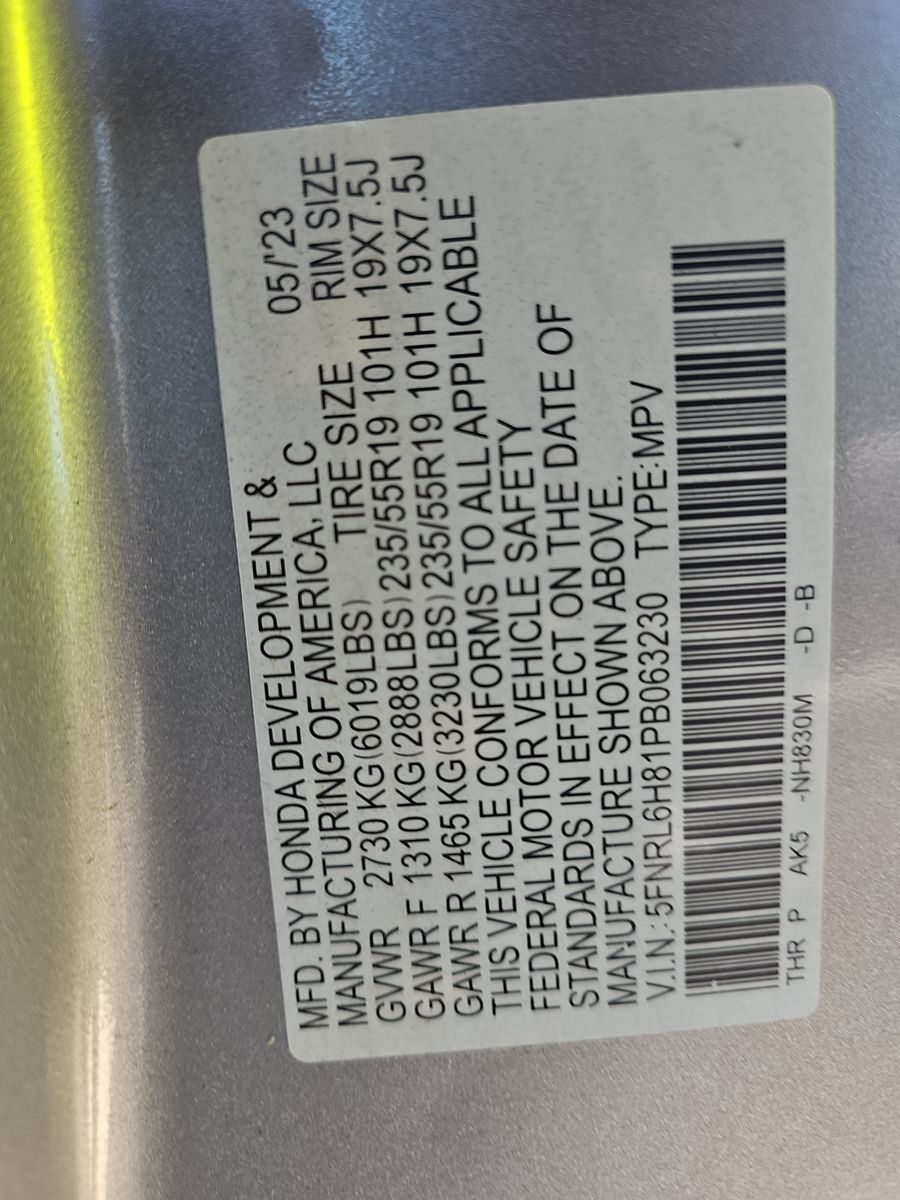 MFD. BY HONDA DEVELOPMENT & 05/'23
MANUFACTURING OF AMERICA, LLC RIM SIZE
GVWR 2730 KG (6019LBS) TIRE SIZE 19X7.5J
GAWR F 1310 KG (2888LBS) 235/55R19 101H 19X7.5J
GAWR R 1465 KG (3230LBS) 235/55R19 101H
THIS VEHICLE CONFORMS TO ALL APPLICABLE
FEDERAL MOTOR VEHICLE SAFETY
STANDARDS IN EFFECT ON THE DATE OF
MANUFACTURE SHOWN ABOVE.
V.I.N.: 5FNRL6H81PB063230 TYPE: MPV
THR P AK5 -NH830M -D -B